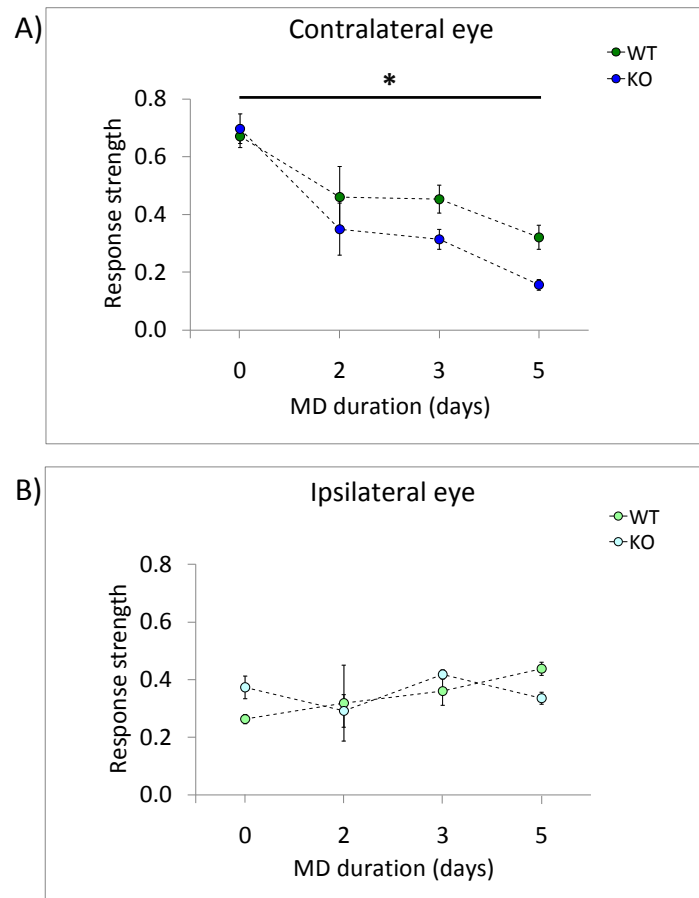 A)
Contralateral eye
WT
KO
*
0.8
0.6
0.4
0.2
0.0
Response strength
0 2 3 5
MD duration (days)
B)
Ipsilateral eye
WT
KO
0.8
0.6
0.4
0.2
0.0
Response strength
0 2 3 5
MD duration (days)